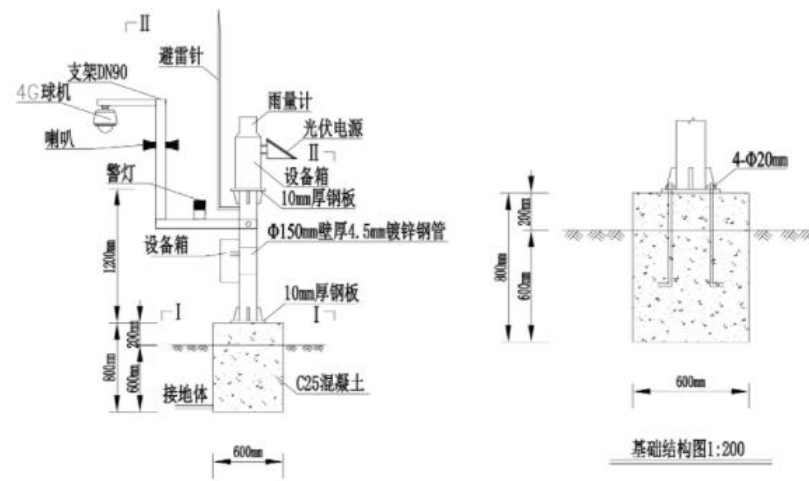 II
避雷针
支架DN90
4G球机
雨量计
喇叭
光伏电源
II
警灯
设备箱
10mm厚钢板
Φ150mm壁厚4.5mm镀锌钢管
设备箱
1200mm
10mm厚钢板
I
I
200mm
800mm
600mm
C25混凝土
接地体
600mm
4-Φ20mm
200mm
800mm
600mm
600mm
基础结构图1:200